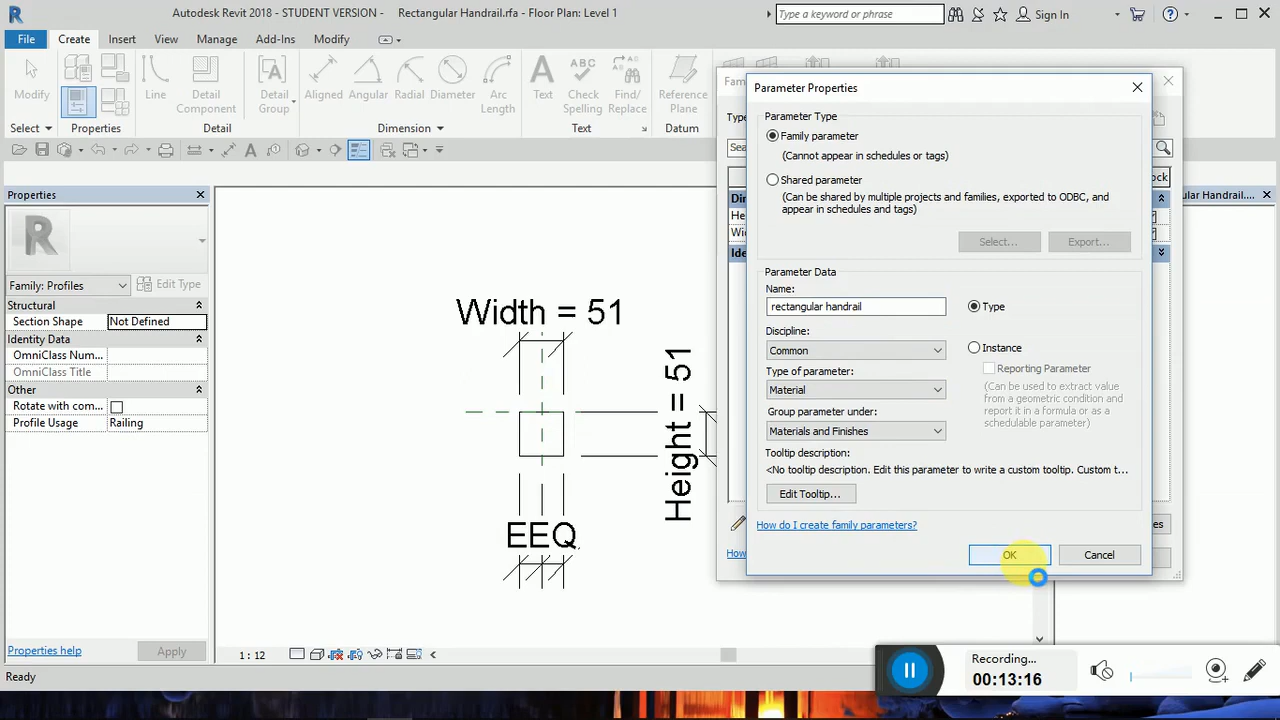 Autodesk Revit 2018 - STUDENT VERSION - Rectangular Handrail.rfa - Floor Plan: Level 1
Type a keyword or phrase
Sign In
File Create Insert View Manage Add-Ins Modify
Modify
Line
Detail Component
Detail Group
Aligned
Angular
Radial
Diameter
Arc Length
Text
Check Spelling
Find/ Replace
Reference Plane
Select
Properties
Detail
Dimension
Text
Datum
Properties
R
Family: Profiles
Edit Type
Structural
Section Shape Not Defined
Identity Data
OmniClass Num...
OmniClass Title
Other
Rotate with com...
Profile Usage Railing
Properties help
Apply
Width = 51
Height = 51
EEQ
1 : 12
Ready
Parameter Properties
Parameter Type
Family parameter
(Cannot appear in schedules or tags)
Shared parameter
(Can be shared by multiple projects and families, exported to ODBC, and
appear in schedules and tags)
Select...
Export...
Parameter Data
Name:
rectangular handrail
Type
Discipline:
Common
Instance
Type of parameter:
Reporting Parameter
Material
(Can be used to extract value
from a geometric condition and
report it in a formula or as a
schedulable parameter)
Group parameter under:
Materials and Finishes
Tooltip description:
<No tooltip description. Edit this parameter to write a custom tooltip. Custom t...
Edit Tooltip...
How do I create family parameters?
OK
Cancel
ular Handrail....
Recording...
00:13:16